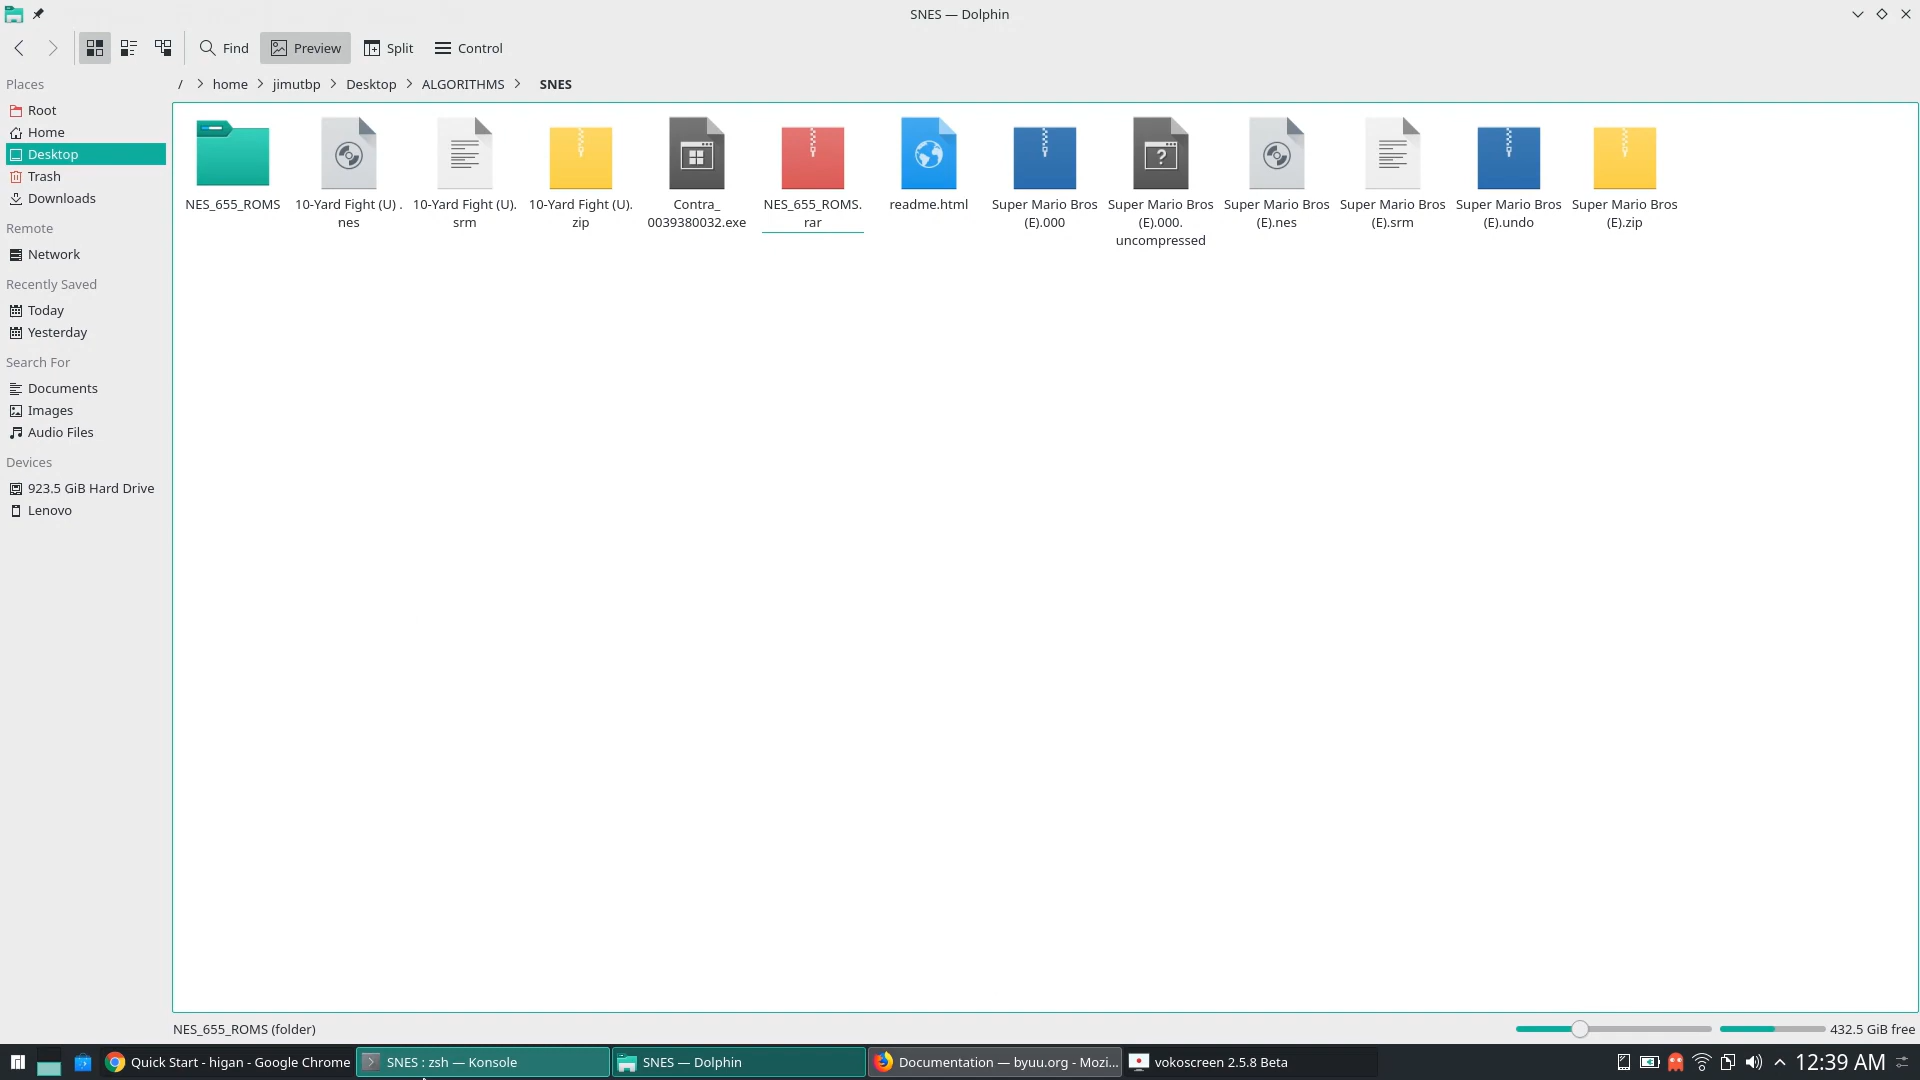 SNES — Dolphin
Find
Preview
Split
Control
Places
/ > home > jimutbp > Desktop > ALGORITHMS > SNES
Root
Home
Desktop
Trash
Downloads
Remote
Network
Recently Saved
Today
Yesterday
Search For
Documents
Images
Audio Files
Devices
923.5 GiB Hard Drive
Lenovo
NES_655_ROMS
10-Yard Fight (U) .
nes
10-Yard Fight (U).
srm
10-Yard Fight (U).
zip
Contra_
0039380032.exe
NES_655_ROMS.
rar
readme.html
Super Mario Bros
(E).000
Super Mario Bros
(E).000.
uncompressed
Super Mario Bros
(E).nes
Super Mario Bros
(E).srm
Super Mario Bros
(E).undo
Super Mario Bros
(E).zip
NES_655_ROMS (folder)
432.5 GiB free
Quick Start - higan - Google Chrome
SNES : zsh — Konsole
SNES — Dolphin
Documentation — byuu.org - Mozi...
vokoscreen 2.5.8 Beta
12:39 AM